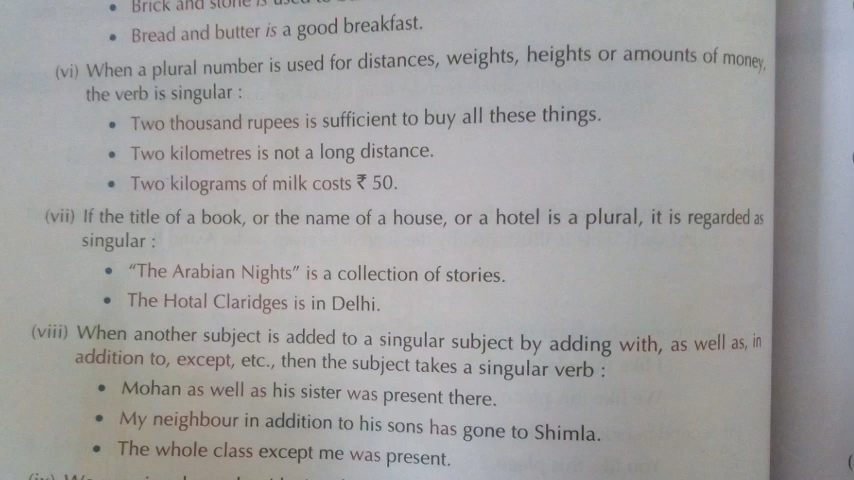 • Brick and stone is used to
• Bread and butter is a good breakfast.
(vi) When a plural number is used for distances, weights, heights or amounts of money,
the verb is singular :
• Two thousand rupees is sufficient to buy all these things.
• Two kilometres is not a long distance.
• Two kilograms of milk costs ₹ 50.
(vii) If the title of a book, or the name of a house, or a hotel is a plural, it is regarded as
singular :
• “The Arabian Nights” is a collection of stories.
• The Hotal Claridges is in Delhi.
(viii) When another subject is added to a singular subject by adding with, as well as, in
addition to, except, etc., then the subject takes a singular verb :
• Mohan as well as his sister was present there.
• My neighbour in addition to his sons has gone to Shimla.
• The whole class except me was present.